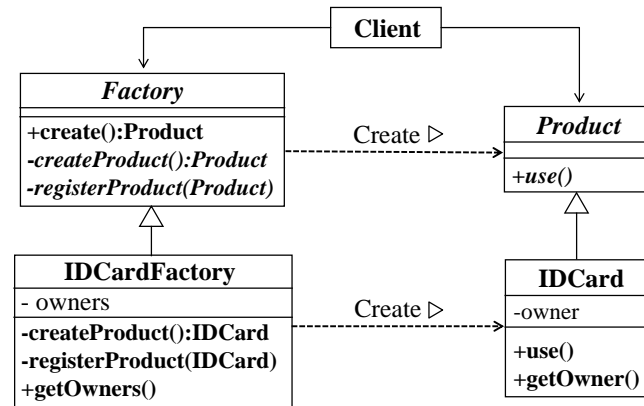 Client
Factory
+create():Product
-createProduct():Product
-registerProduct(Product)
Create ▷
Product
+use()
IDCardFactory
- owners
-createProduct():IDCard
-registerProduct(IDCard)
+getOwners()
Create ▷
IDCard
-owner
+use()
+getOwner()